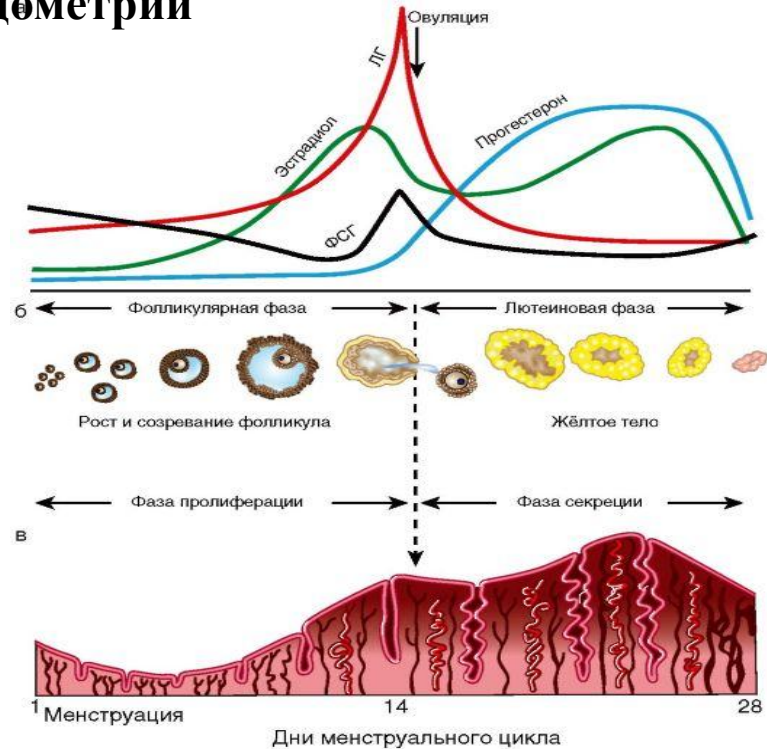 дометрии
Овуляция
ЛГ
Эстрадиол
Прогестерон
ФСГ
б
Фолликулярная фаза
Лютеиновая фаза
Рост и созревание фолликула
Жёлтое тело
Фаза пролиферации
Фаза секреции
в
1
Менструация
14
28
Дни менструального цикла